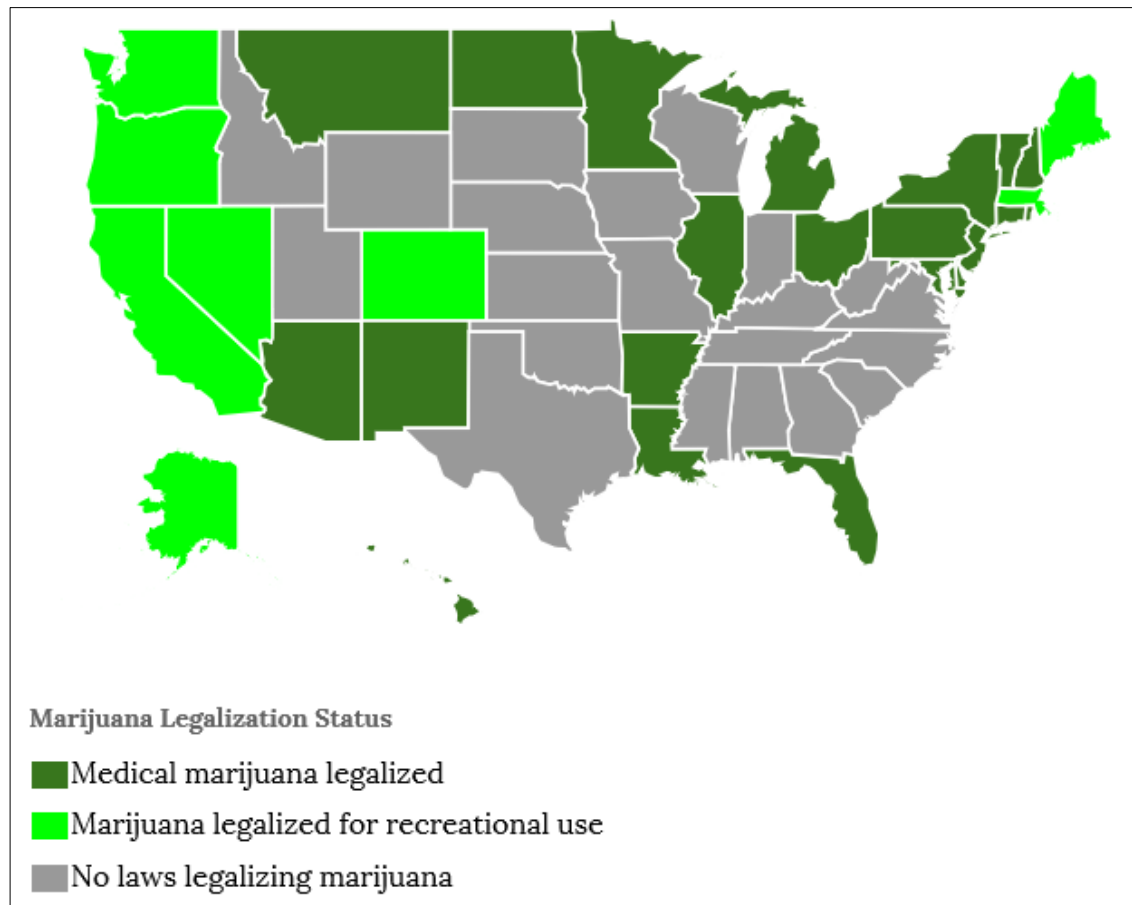 Marijuana Legalization Status
Medical marijuana legalized
Marijuana legalized for recreational use
No laws legalizing marijuana